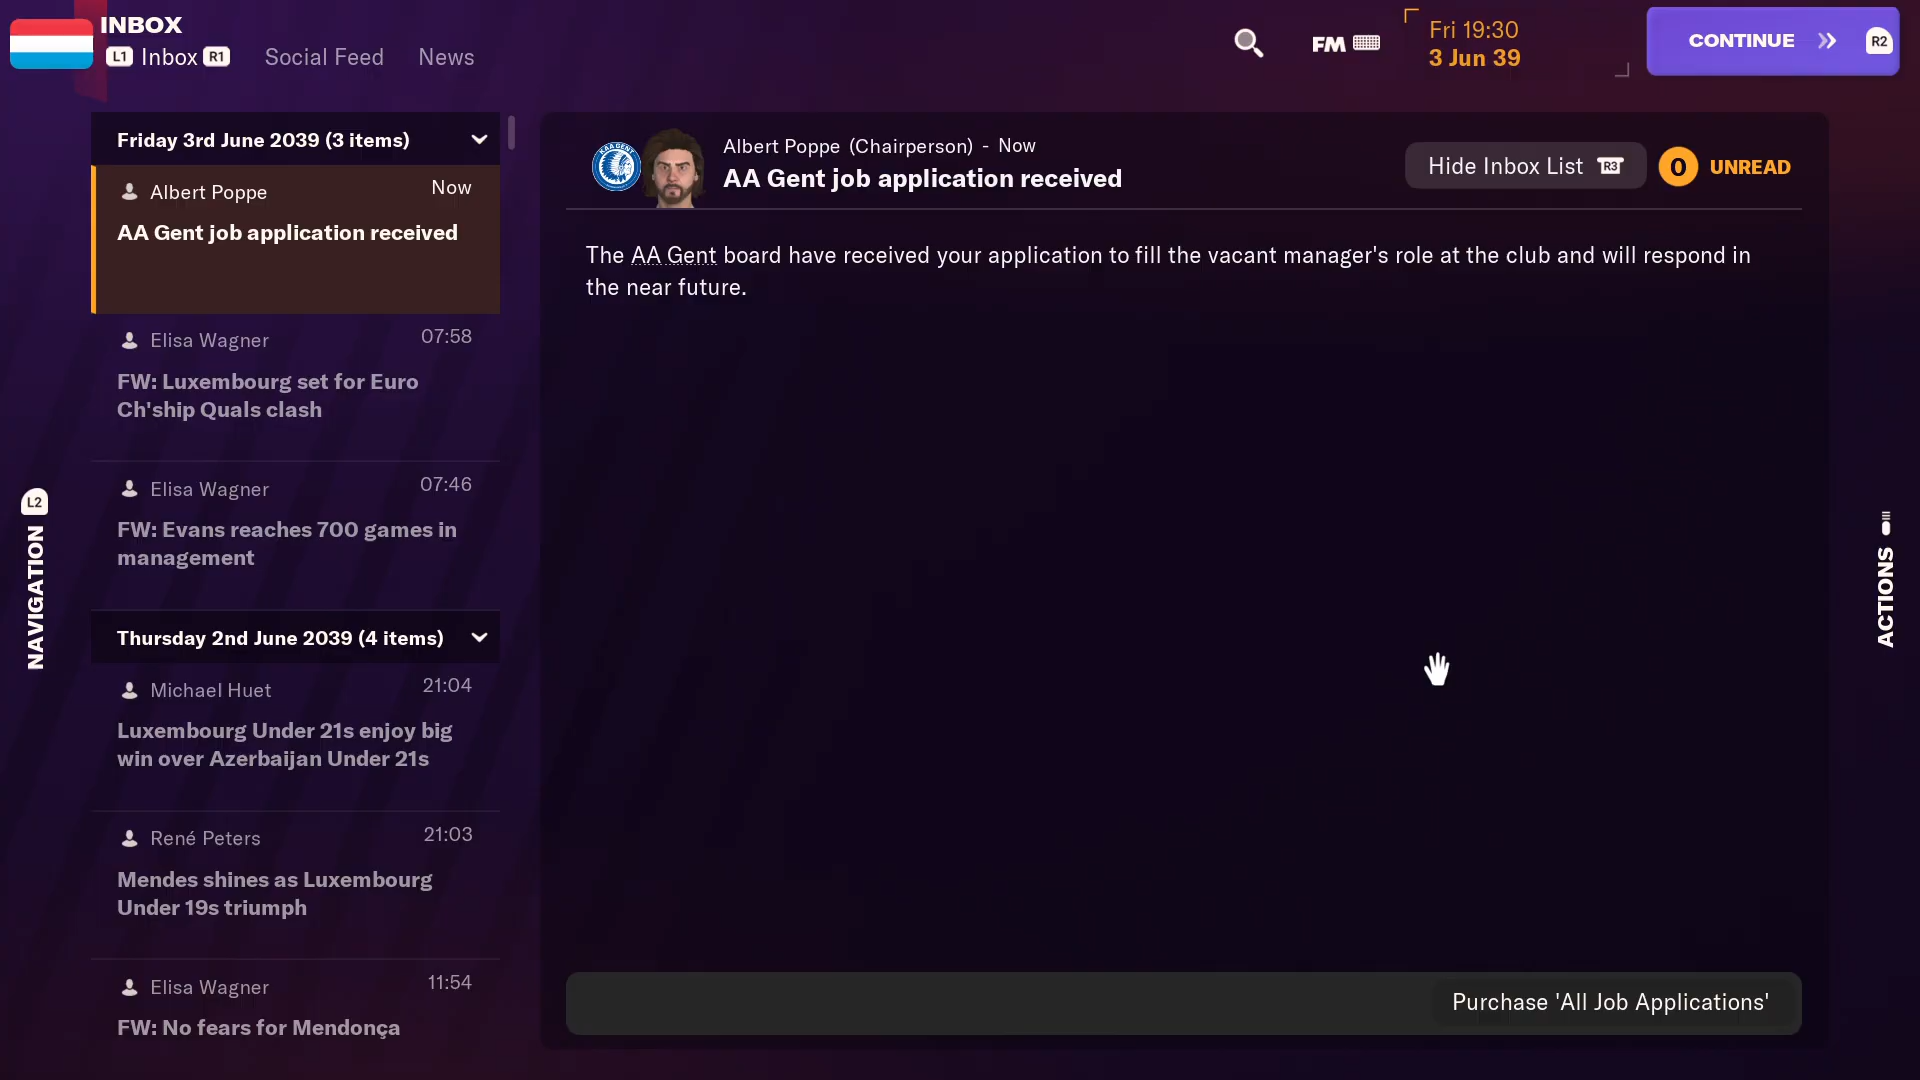 INBOX
L1 Inbox R1 Social Feed News
FM
Fri 19:30
3 Jun 39
CONTINUE R2
Friday 3rd June 2039 (3 items)
Albert Poppe Now
AA Gent job application received
Elisa Wagner 07:58
FW: Luxembourg set for Euro
Ch'ship Quals clash
Elisa Wagner 07:46
FW: Evans reaches 700 games in
management
Thursday 2nd June 2039 (4 items)
Michael Huet 21:04
Luxembourg Under 21s enjoy big
win over Azerbaijan Under 21s
René Peters 21:03
Mendes shines as Luxembourg
Under 19s triumph
Elisa Wagner 11:54
FW: No fears for Mendonça
L2
NAVIGATION
KAA GENT
Albert Poppe (Chairperson) - Now
AA Gent job application received
Hide Inbox List R3
0 UNREAD
The AA Gent board have received your application to fill the vacant manager's role at the club and will respond in
the near future.
Purchase 'All Job Applications'
ACTIONS